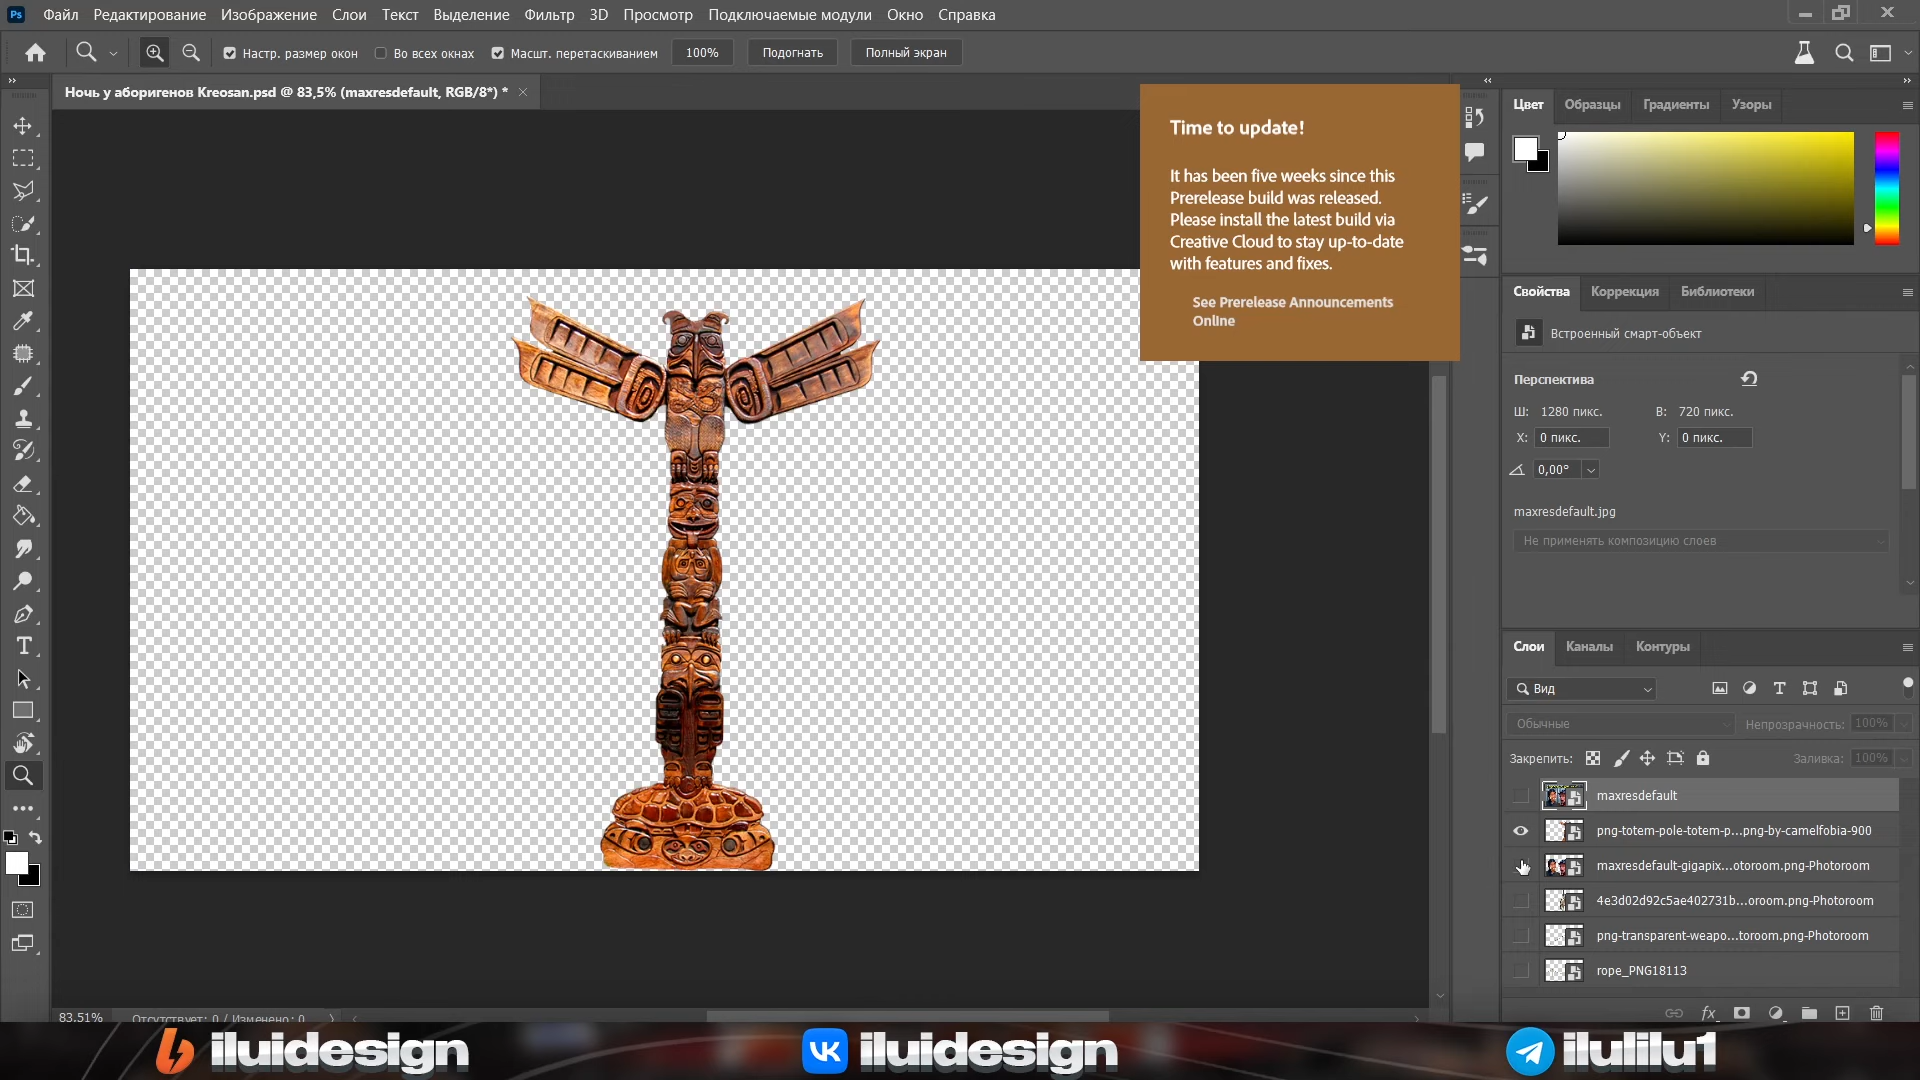 Ps Файл Редактирование Изображение Слои Текст Выделение Фильтр 3D Просмотр Подключаемые модули Окно Справка
Настр. размер окон Во всех окнах Масшт. перетаскиванием 100% Подогнать Полный экран
Ночь у аборигенов Kreosan.psd @ 83,5% (maxresdefault, RGB/8*) *
Time to update!
It has been five weeks since this
Prerelease build was released.
Please install the latest build via
Creative Cloud to stay up-to-date
with features and fixes.
See Prerelease Announcements
Online
Цвет Образцы Градиенты Узоры
Свойства Коррекция Библиотеки
Встроенный смарт-объект
Перспектива
Ш: 1280 пикс. В: 720 пикс.
X: 0 пикс. Y: 0 пикс.
0,00°
maxresdefault.jpg
Не применять композицию слоев
Слои Каналы Контуры
Вид
Обычные Непрозрачность: 100%
Закрепить: Заливка: 100%
maxresdefault
png-totem-pole-totem-p...png-by-camelfobia-900
maxresdefault-gigapix...otoroom.png-Photoroom
4e3d02d92c5ae402731b...oroom.png-Photoroom
png-transparent-weapo...toroom.png-Photoroom
rope_PNG18113
fx
83,51% Отсутствует: 0 / Изменено: 0
iluidesign iluidesign ilulilu1